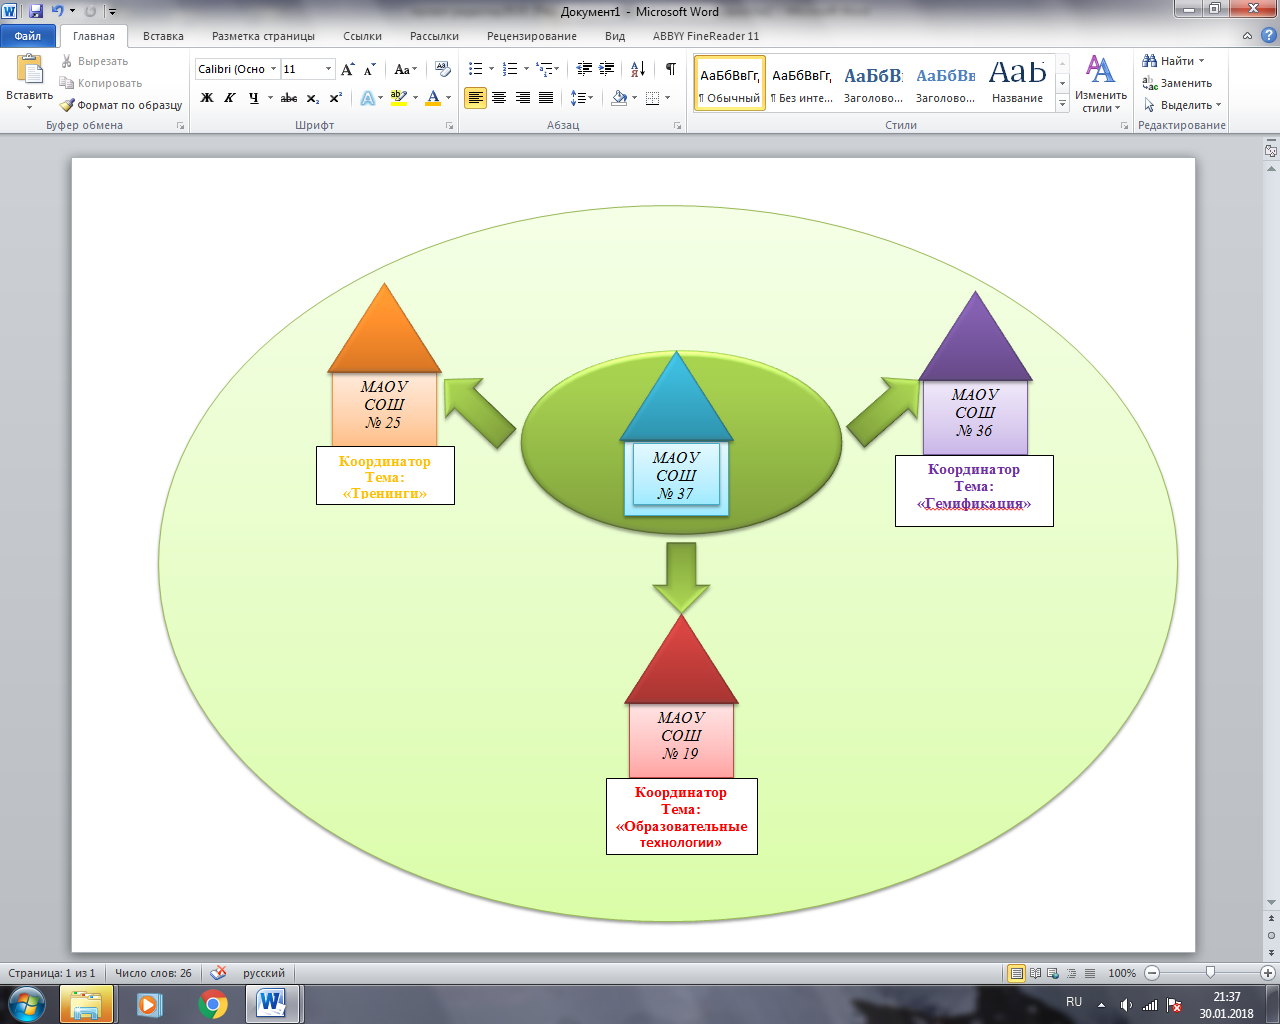 Документ1 - Microsoft Word
Файл Главная Вставка Разметка страницы Ссылки Рассылки Рецензирование Вид ABBYY FineReader 11
Вставить
Вырезать
Копировать
Формат по образцу
Буфер обмена
Calibri (Осно 11
Ж К Ч abc x₂ x²
Шрифт
Абзац
АаБбВвГг, АаБбВвГг, АаБбВ АаБбВв АаБ
¶ Обычный ¶ Без инте... Заголово... Заголово... Название
Стили
Изменить
стили
Найти
Заменить
Выделить
Редактирование
МАОУ
СОШ
№ 25
Координатор
Тема:
«Тренинги»
МАОУ
СОШ
№ 37
МАОУ
СОШ
№ 36
Координатор
Тема:
«Гемификация»
МАОУ
СОШ
№ 19
Координатор
Тема:
«Образовательные
технологии»
Страница: 1 из 1 Число слов: 26 русский 100%
RU
21:37
30.01.2018